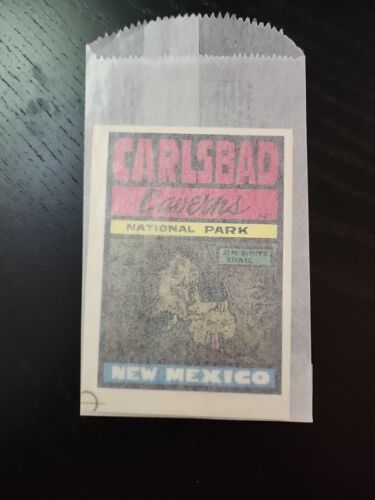 CARLSBAD
Caverns
NATIONAL PARK
JIM WHITE
TRAIL
NEW MEXICO